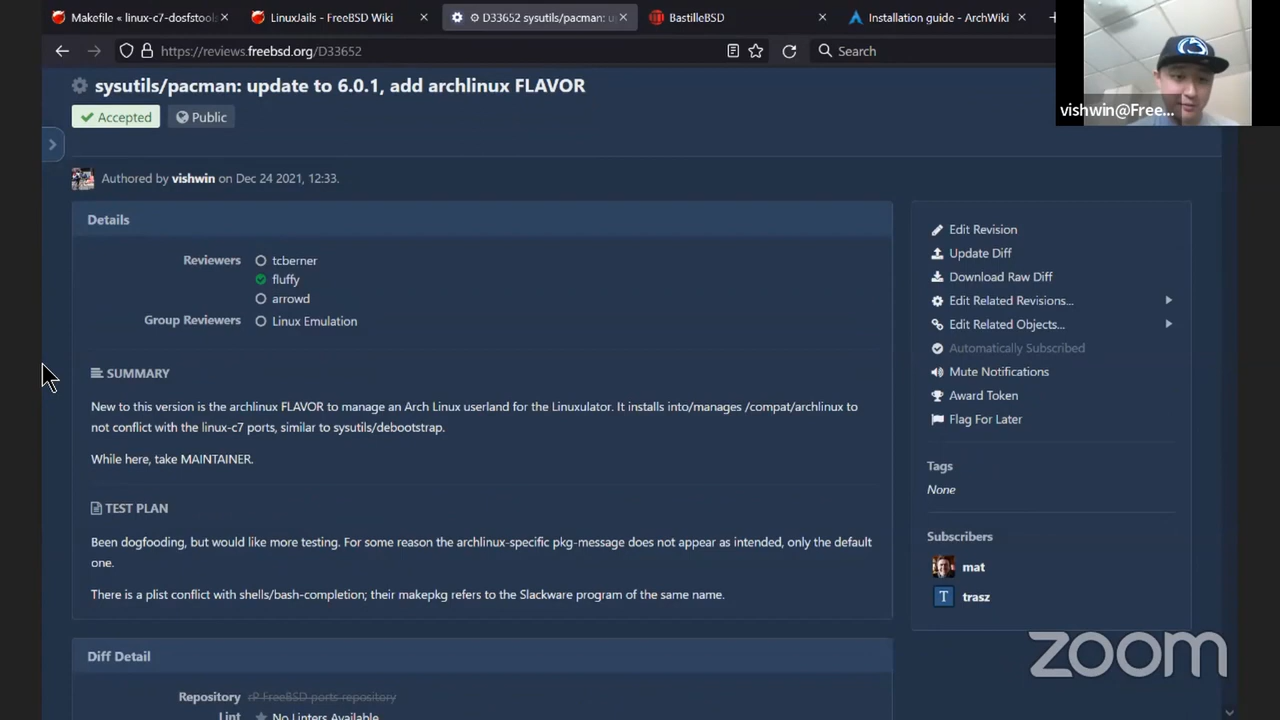 Makefile « linux-c7-dosfstools
LinuxJails - FreeBSD Wiki
D33652 sysutils/pacman: u
BastilleBSD
Installation guide - ArchWiki
https://reviews.freebsd.org/D33652
Search
vishwin@Free...
sysutils/pacman: update to 6.0.1, add archlinux FLAVOR
Accepted
Public
Authored by vishwin on Dec 24 2021, 12:33.
Details
Reviewers
tcberner
fluffy
arrowd
Group Reviewers
Linux Emulation
SUMMARY
New to this version is the archlinux FLAVOR to manage an Arch Linux userland for the Linuxulator. It installs into/manages /compat/archlinux to
not conflict with the linux-c7 ports, similar to sysutils/debootstrap.
While here, take MAINTAINER.
TEST PLAN
Been dogfooding, but would like more testing. For some reason the archlinux-specific pkg-message does not appear as intended, only the default
one.
There is a plist conflict with shells/bash-completion; their makepkg refers to the Slackware program of the same name.
Diff Detail
Repository
rP FreeBSD ports repository
Lint
No Linters Available
Edit Revision
Update Diff
Download Raw Diff
Edit Related Revisions...
Edit Related Objects...
Automatically Subscribed
Mute Notifications
Award Token
Flag For Later
Tags
None
Subscribers
mat
T
trasz
zoom